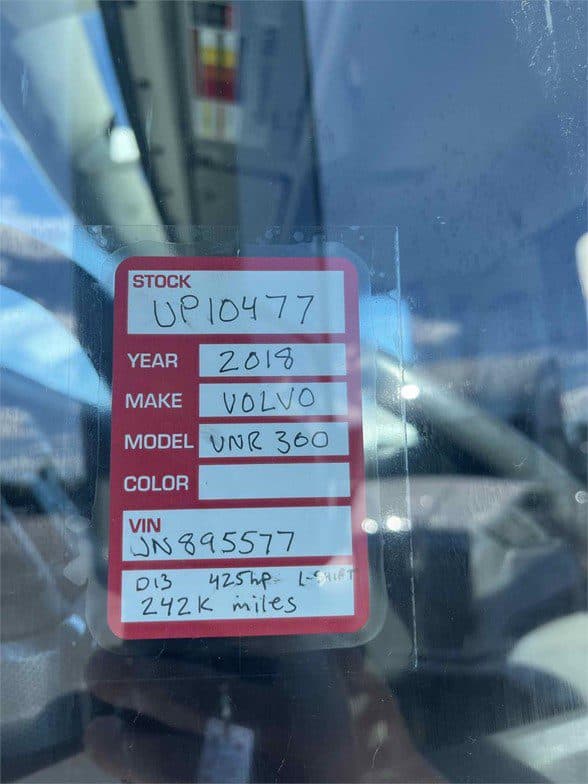 STOCK
UP10477
YEAR 2018
MAKE VOLVO
MODEL VNR 300
COLOR
VIN
JN895577
D13 425hp I-SHIFT
242K miles